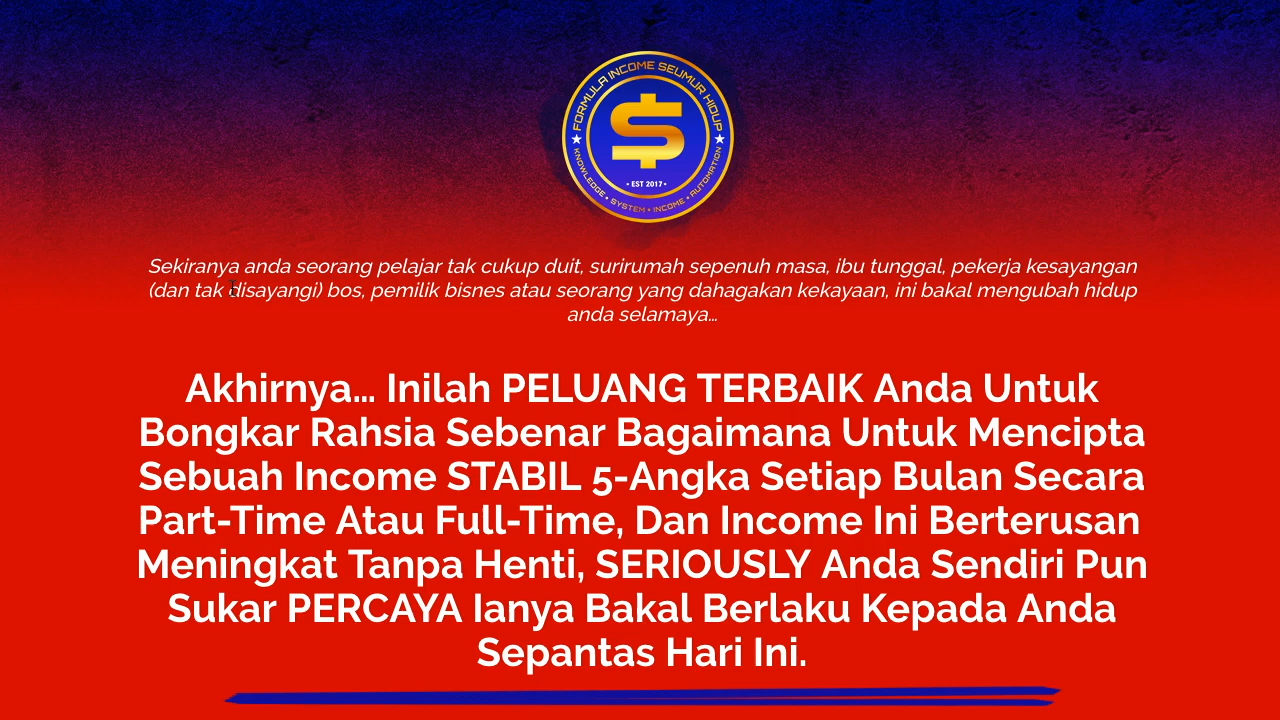 FORMULA INCOME SEUMUR HIDUP
• EST 2017 •
KNOWLEDGE • SYSTEM • INCOME • AUTOMATION
Sekiranya anda seorang pelajar tak cukup duit, surirumah sepenuh masa, ibu tunggal, pekerja kesayangan
(dan tak disayangi) bos, pemilik bisnes atau seorang yang dahagakan kekayaan, ini bakal mengubah hidup
anda selamaya...
Akhirnya... Inilah PELUANG TERBAIK Anda Untuk
Bongkar Rahsia Sebenar Bagaimana Untuk Mencipta
Sebuah Income STABIL 5-Angka Setiap Bulan Secara
Part-Time Atau Full-Time, Dan Income Ini Berterusan
Meningkat Tanpa Henti, SERIOUSLY Anda Sendiri Pun
Sukar PERCAYA Ianya Bakal Berlaku Kepada Anda
Sepantas Hari Ini.